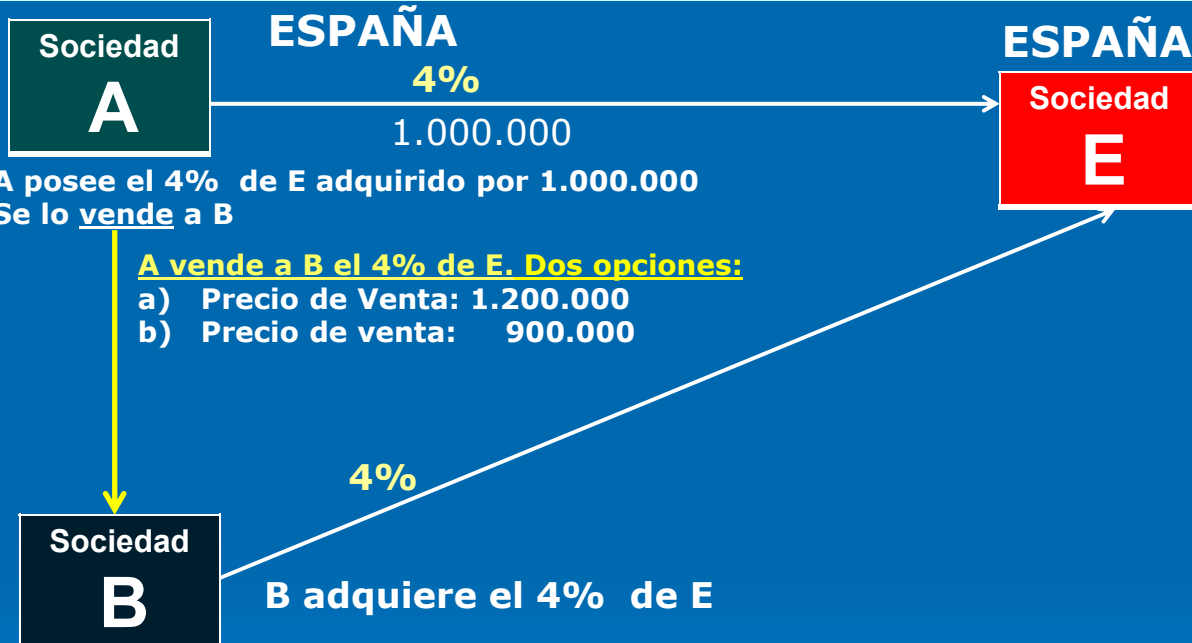 ESPAÑA
ESPAÑA
Sociedad
A
4%
1.000.000
Sociedad
E
A posee el 4% de E adquirido por 1.000.000
Se lo vende a B
A vende a B el 4% de E. Dos opciones:
a) Precio de Venta: 1.200.000
b) Precio de venta: 900.000
4%
Sociedad
B
B adquiere el 4% de E